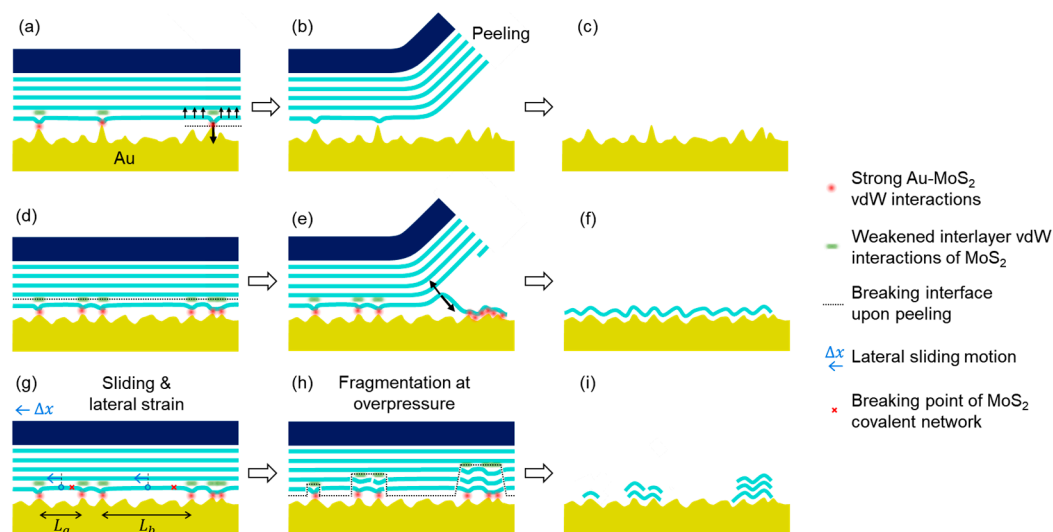 (a)
(b)
Peeling
(c)
Au
(d)
(e)
(f)
(g)
Sliding &
lateral strain
Δx
(h)
Fragmentation at
overpressure
(i)
L_a
L_b
Strong Au-MoS₂
vdW interactions
Weakened interlayer vdW
interactions of MoS₂
Breaking interface
upon peeling
Δx
Lateral sliding motion
Breaking point of MoS₂
covalent network